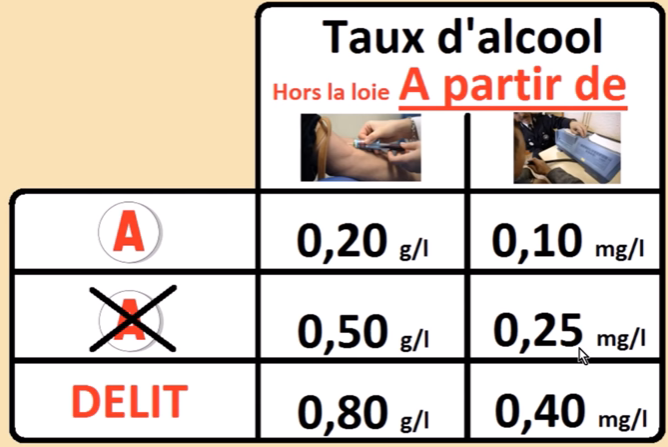 Taux d'alcool
Hors la loie A partir de
A
0,20 g/l
0,10 mg/l
A
0,50 g/l
0,25 mg/l
DELIT
0,80 g/l
0,40 mg/l